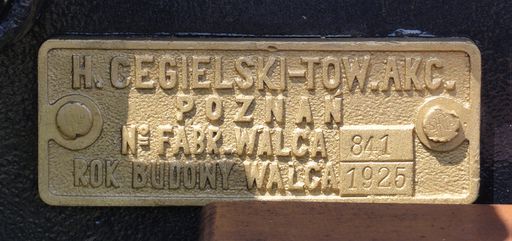 H. CEGIELSKI-TOW. AKC.
POZNAŃ
No FABR. WALCA 841
ROK BUDOWY WALCA 1925